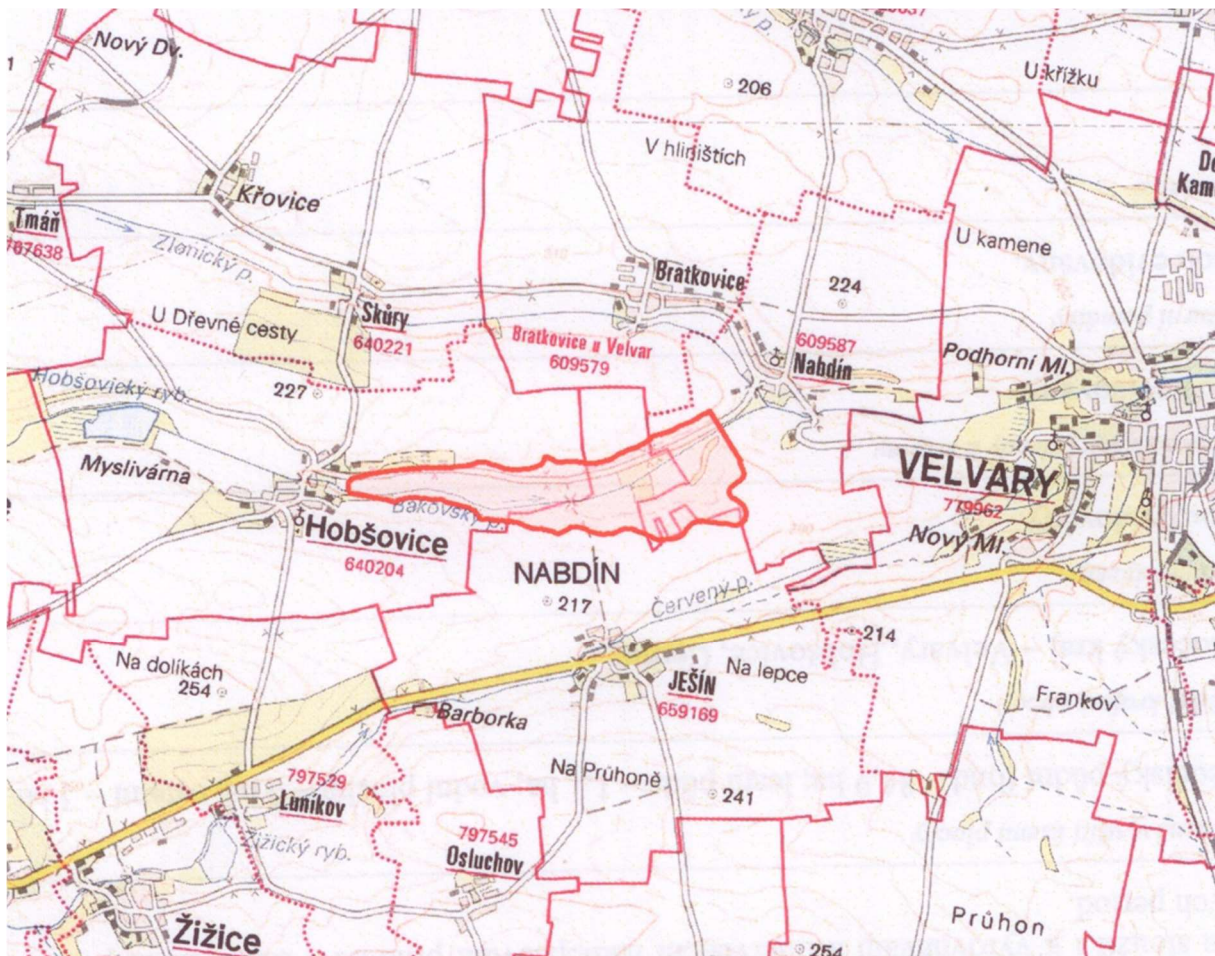 Nový Dv.
206
U křížku
V hliništích
Křovice
Tmáň
767638
Zlonický p.
U kamene
Bratkovice
224
U Dřevné cesty
Skůry
640221
Bratkovice u Velvar
609579
609587
Nabdín
Podhorní Ml.
Hobšovický ryb.
227
Myslivárna
VELVARY
779962
Bakovský p.
Nový Ml.
Hobšovice
640204
NABDÍN
217
Červený p.
214
Na dolíkách
254
Na lepce
JEŠÍN
659169
Frankov
Barborka
Na Průhoně
241
797529
Luníkov
797545
Osluchov
Žižický ryb.
Žižice
Průhon
254